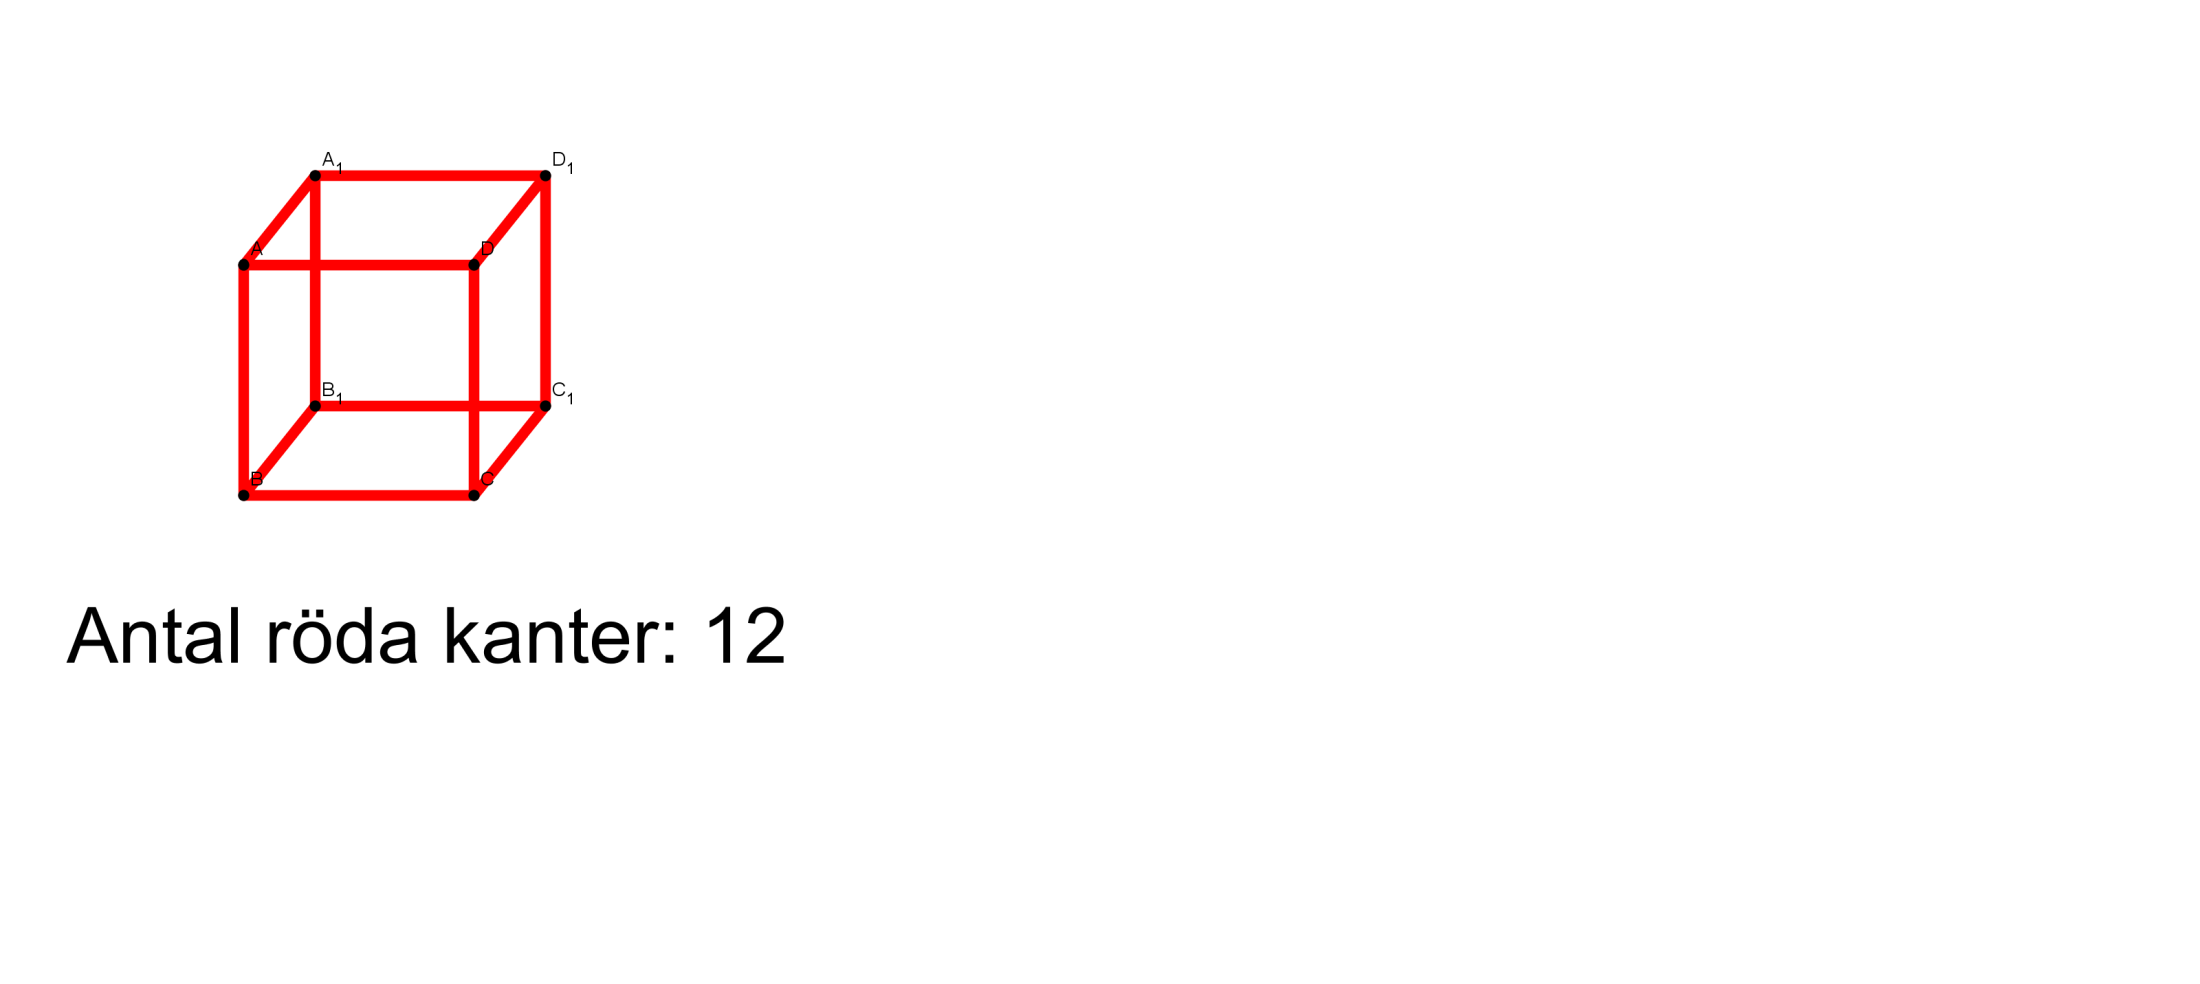 A₁ D₁
A D
B₁ C₁
B C
Antal röda kanter: 12